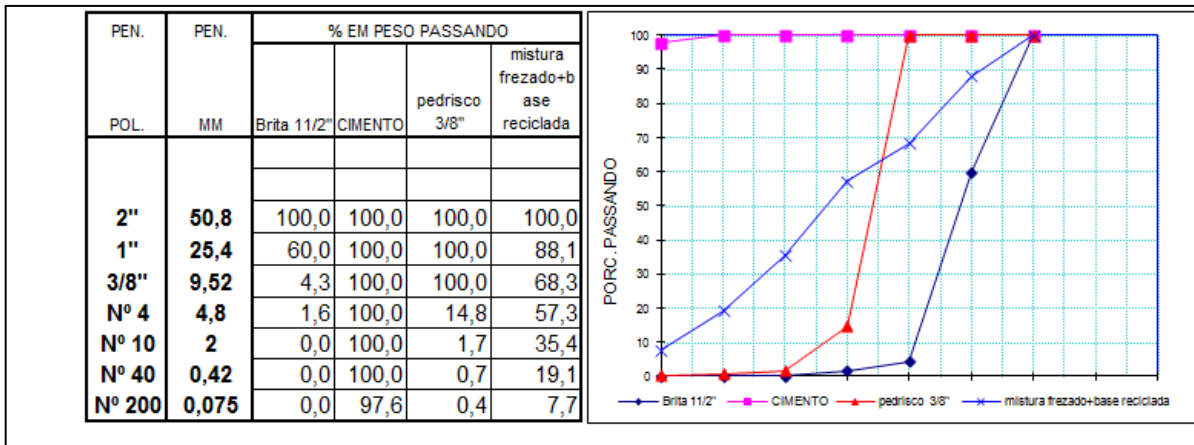 PEN. PEN. % EM PESO PASSANDO
POL. MM Brita 11/2" CIMENTO pedrisco 3/8" mistura frezado+b ase reciclada
2" 50,8 100,0 100,0 100,0 100,0
1" 25,4 60,0 100,0 100,0 88,1
3/8" 9,52 4,3 100,0 100,0 68,3
Nº 4 4,8 1,6 100,0 14,8 57,3
Nº 10 2 0,0 100,0 1,7 35,4
Nº 40 0,42 0,0 100,0 0,7 19,1
Nº 200 0,075 0,0 97,6 0,4 7,7
PORC. PASSANDO
100
90
80
70
60
50
40
30
20
10
0
Brita 11/2" CIMENTO pedrisco 3/8" mistura frezado+base reciclada